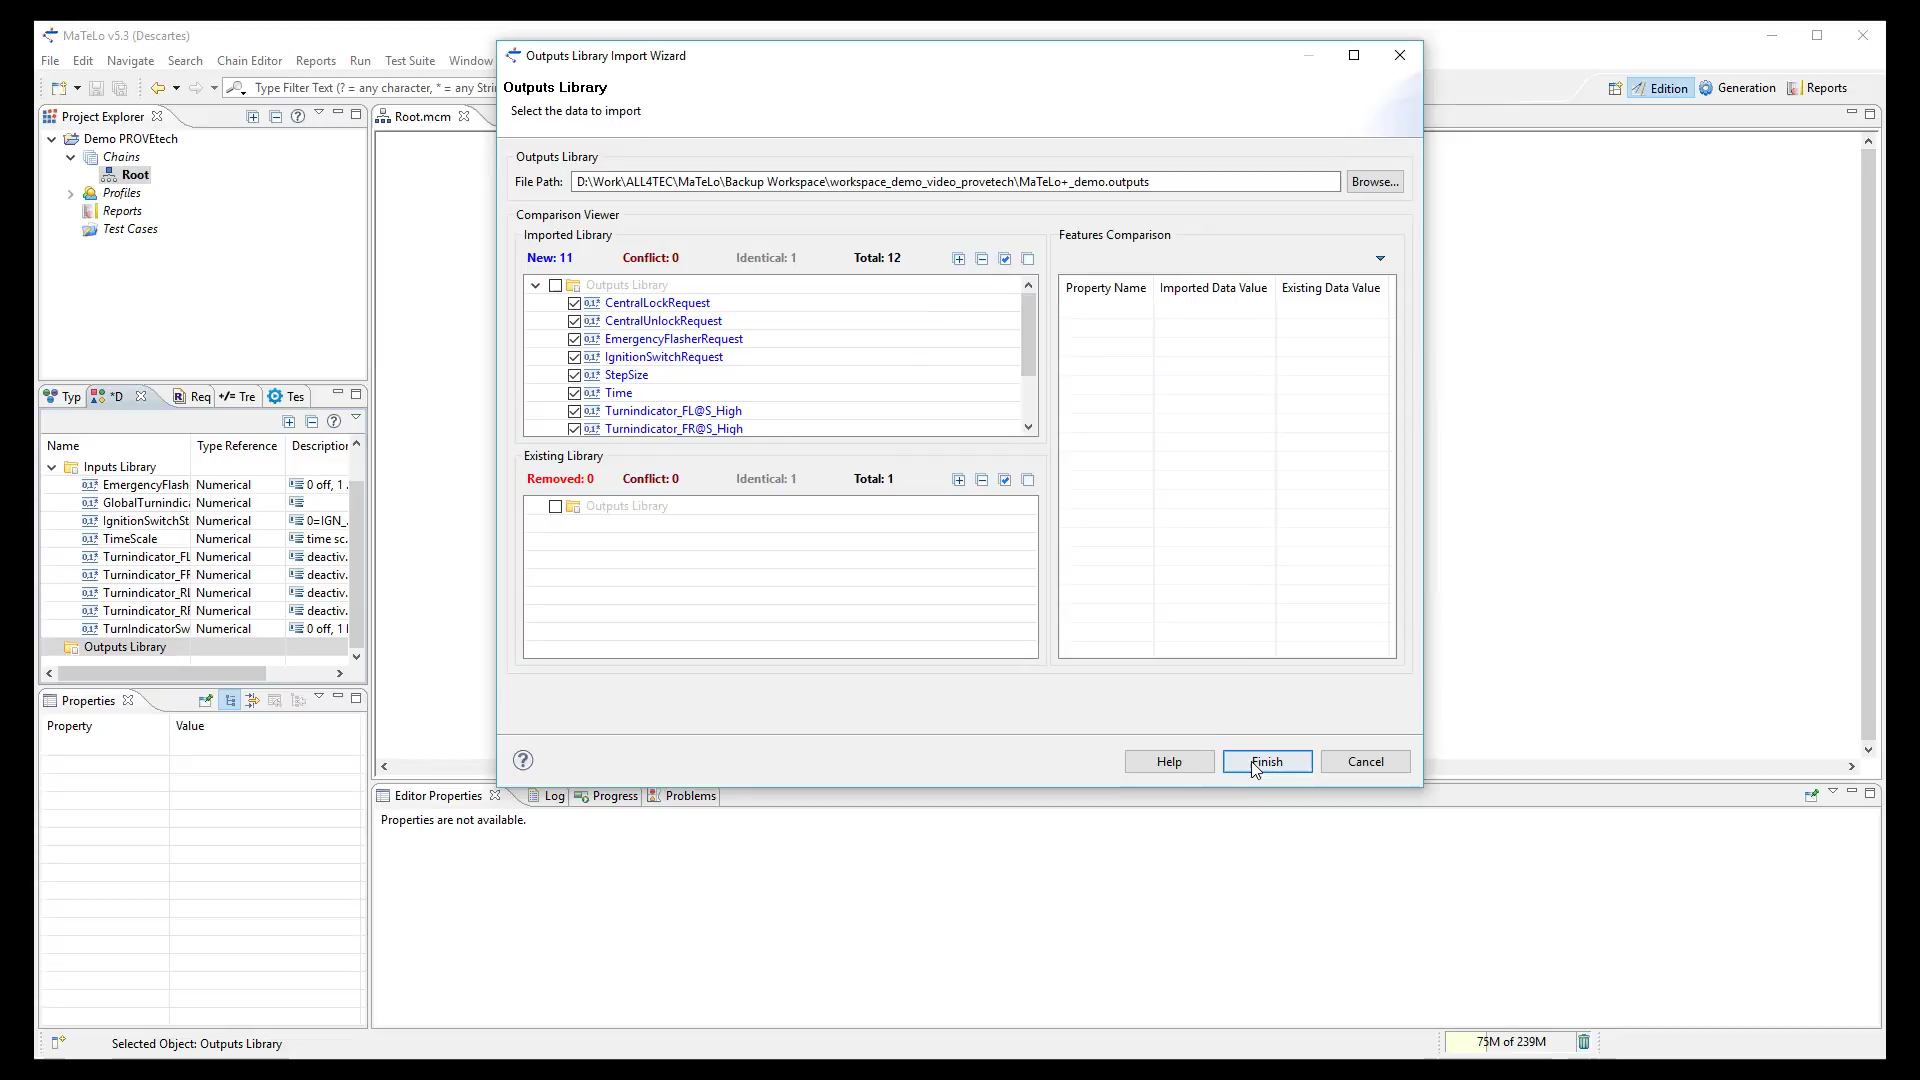 MaTeLo v5.3 (Descartes)
File Edit Navigate Search Chain Editor Reports Run Test Suite Window
Type Filter Text (? = any character, * = any Stri
Edition Generation Reports
Project Explorer
Demo PROVEtech
Chains
Root
Profiles
Reports
Test Cases
Root.mcm
Typ *D Req Tre Tes
Name Type Reference Description
Inputs Library
EmergencyFlash Numerical 0 off, 1 .
GlobalTurnindica Numerical
IgnitionSwitchSt Numerical 0=IGN_.
TimeScale Numerical time sc.
Turnindicator_FL Numerical deactiv.
Turnindicator_FR Numerical deactiv.
Turnindicator_RL Numerical deactiv.
Turnindicator_RR Numerical deactiv.
TurnIndicatorSw Numerical 0 off, 1 l
Outputs Library
Properties
Property Value
Outputs Library Import Wizard
Outputs Library
Select the data to import
Outputs Library
File Path: D:\Work\ALL4TEC\MaTeLo\Backup Workspace\workspace_demo_video_provetech\MaTeLo+_demo.outputs Browse...
Comparison Viewer
Imported Library
New: 11 Conflict: 0 Identical: 1 Total: 12
Outputs Library
CentralLockRequest
CentralUnlockRequest
EmergencyFlasherRequest
IgnitionSwitchRequest
StepSize
Time
Turnindicator_FL@S_High
Turnindicator_FR@S_High
Existing Library
Removed: 0 Conflict: 0 Identical: 1 Total: 1
Outputs Library
Features Comparison
Property Name Imported Data Value Existing Data Value
Help Finish Cancel
Editor Properties Log Progress Problems
Properties are not available.
Selected Object: Outputs Library
75M of 239M